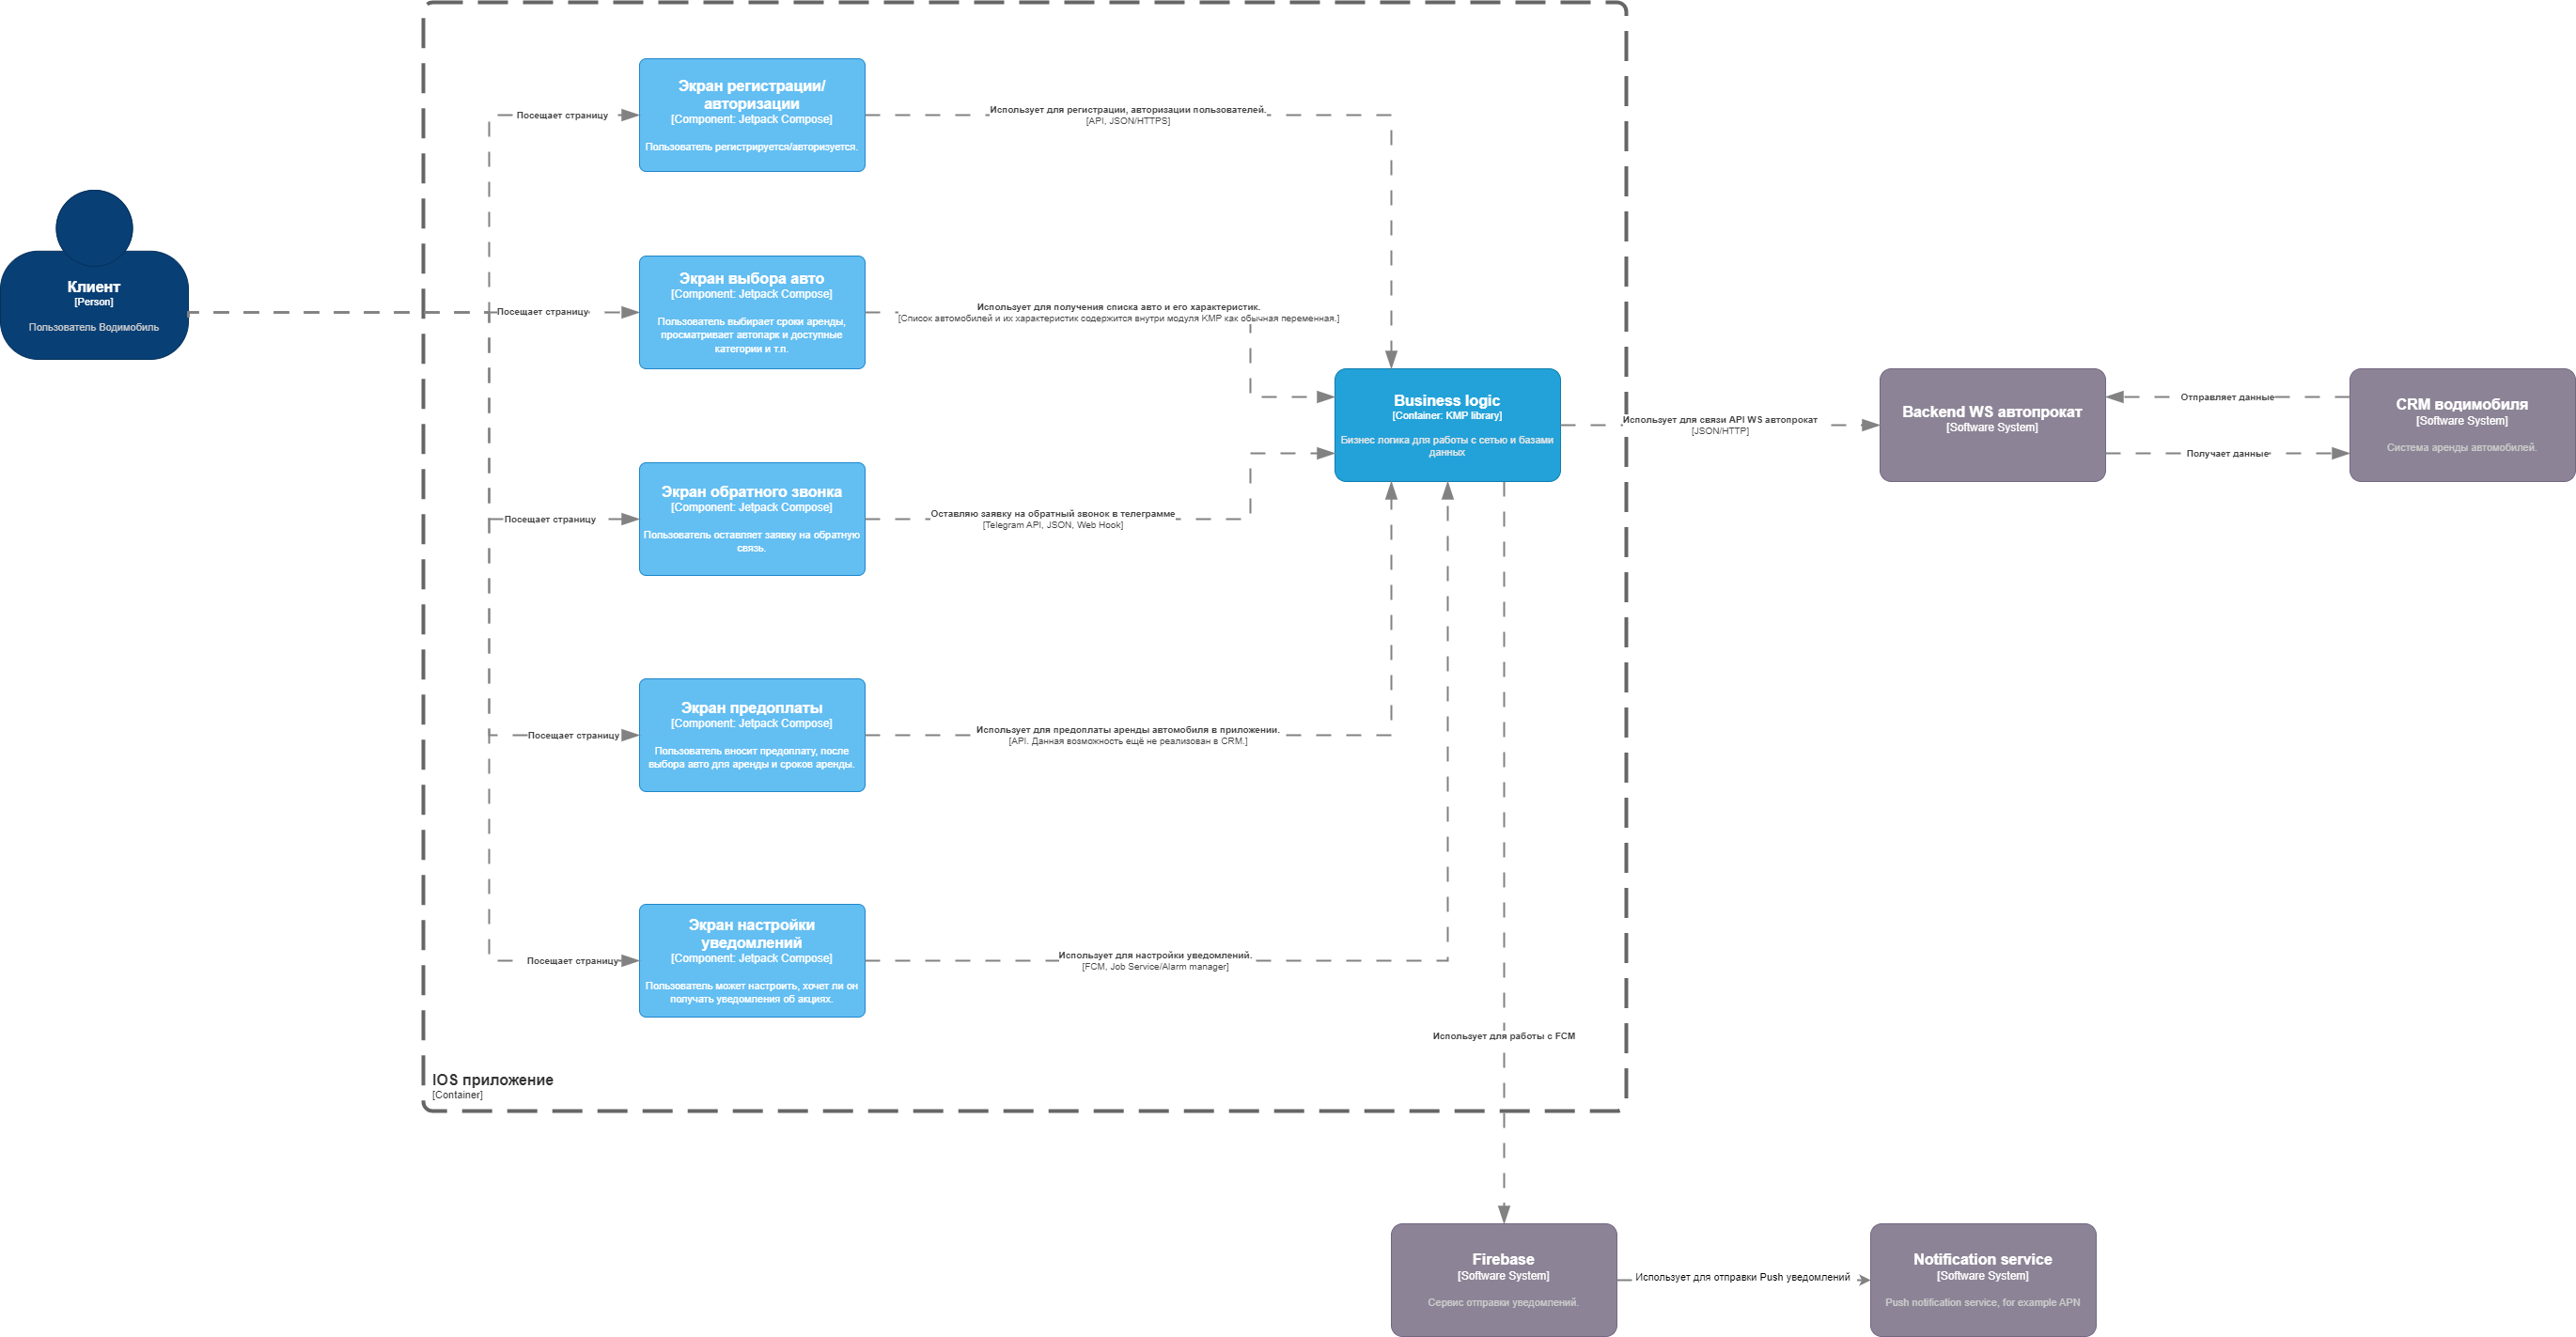 Клиент
[Person]
Пользователь Водимобиль
Посещает страницу
Экран регистрации/
авторизации
[Component: Jetpack Compose]
Пользователь регистрируется/авторизуется.
Использует для регистрации, авторизации пользователей.
[API, JSON/HTTPS]
Посещает страницу
Экран выбора авто
[Component: Jetpack Compose]
Пользователь выбирает сроки аренды,
просматривает автопарк и доступные
категории и т.п.
Использует для получения списка авто и его характеристик.
[Список автомобилей и их характеристик содержится внутри модуля KMP как обычная переменная.]
Посещает страницу
Экран обратного звонка
[Component: Jetpack Compose]
Пользователь оставляет заявку на обратную
связь.
Оставляю заявку на обратный звонок в телеграмме
[Telegram API, JSON, Web Hook]
Посещает страницу
Экран предоплаты
[Component: Jetpack Compose]
Пользователь вносит предоплату, после
выбора авто для аренды и сроков аренды.
Использует для предоплаты аренды автомобиля в приложении.
[API. Данная возможность ещё не реализован в CRM.]
Посещает страницу
Экран настройки
уведомлений
[Component: Jetpack Compose]
Пользователь может настроить, хочет ли он
получать уведомления об акциях.
Использует для настройки уведомлений.
[FCM, Job Service/Alarm manager]
Business logic
[Container: KMP library]
Бизнес логика для работы с сетью и базами
данных
Использует для связи API WS автопрокат
[JSON/HTTP]
Backend WS автопрокат
[Software System]
Отправляет данные
Получает данные
CRM водимобиля
[Software System]
Система аренды автомобилей.
Использует для работы с FCM
IOS приложение
[Container]
Firebase
[Software System]
Сервис отправки уведомлений.
Использует для отправки Push уведомлений
Notification service
[Software System]
Push notification service, for example APN